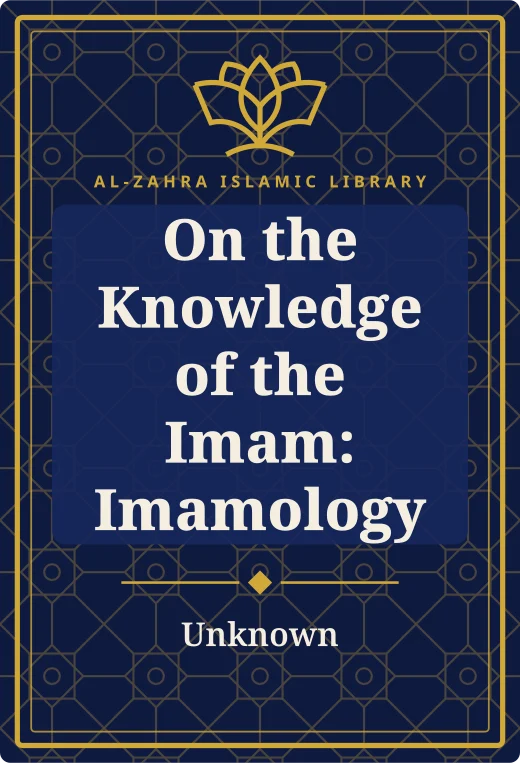 AL-ZAHRA ISLAMIC LIBRARY
On the
Knowledge
of the
Imam:
Imamology
Unknown